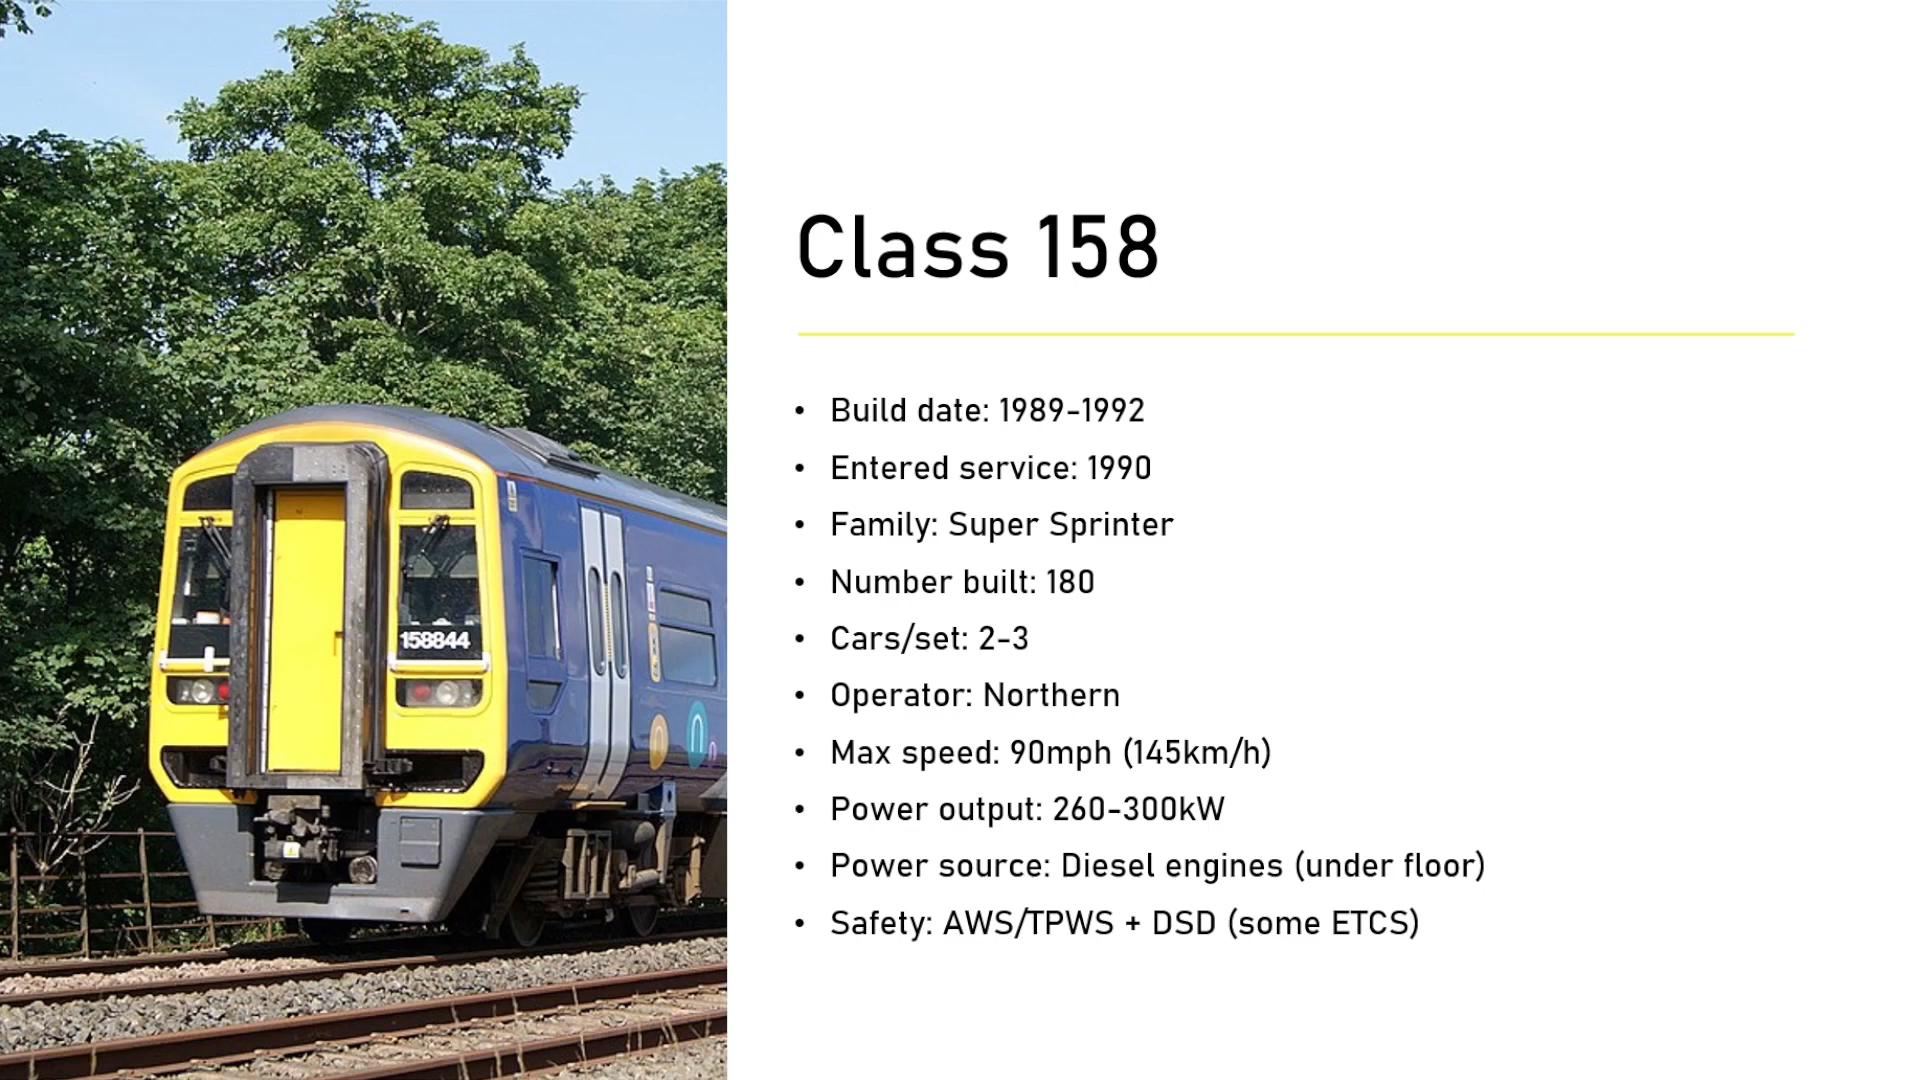 Class 158
• Build date: 1989-1992
• Entered service: 1990
• Family: Super Sprinter
• Number built: 180
• Cars/set: 2-3
• Operator: Northern
• Max speed: 90mph (145km/h)
• Power output: 260-300kW
• Power source: Diesel engines (under floor)
• Safety: AWS/TPWS + DSD (some ETCS)
158844